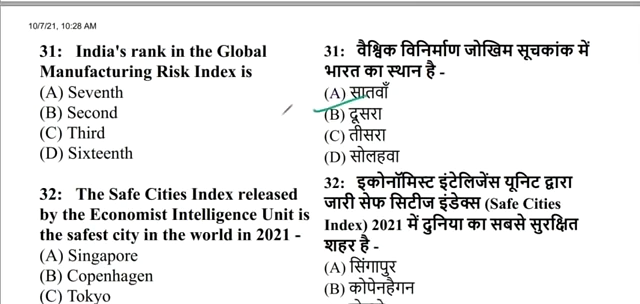 10/7/21, 10:28 AM
31: India's rank in the Global
Manufacturing Risk Index is
(A) Seventh
(B) Second
(C) Third
(D) Sixteenth
32: The Safe Cities Index released
by the Economist Intelligence Unit is
the safest city in the world in 2021 -
(A) Singapore
(B) Copenhagen
(C) Tokyo
31: वैश्विक विनिर्माण जोखिम सूचकांक में
भारत का स्थान है -
(A) सातवाँ
(B) दूसरा
(C) तीसरा
(D) सोलहवा
32: इकोनॉमिस्ट इंटेलिजेंस यूनिट द्वारा
जारी सेफ सिटीज इंडेक्स (Safe Cities
Index) 2021 में दुनिया का सबसे सुरक्षित
शहर है -
(A) सिंगापुर
(B) कोपेनहैगन